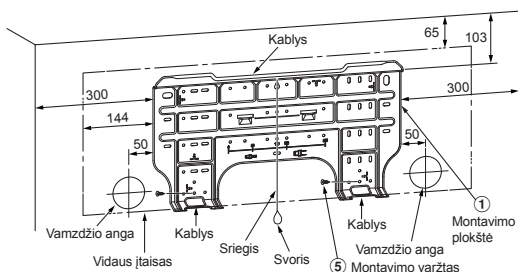 65
103
Kablys
300
300
144
50
50
① Montavimo
plokštė
Vamzdžio anga
Kablys
Sriegis
Kablys
Vamzdžio anga
Vidaus įtaisas
Svoris
⑤ Montavimo varžtas